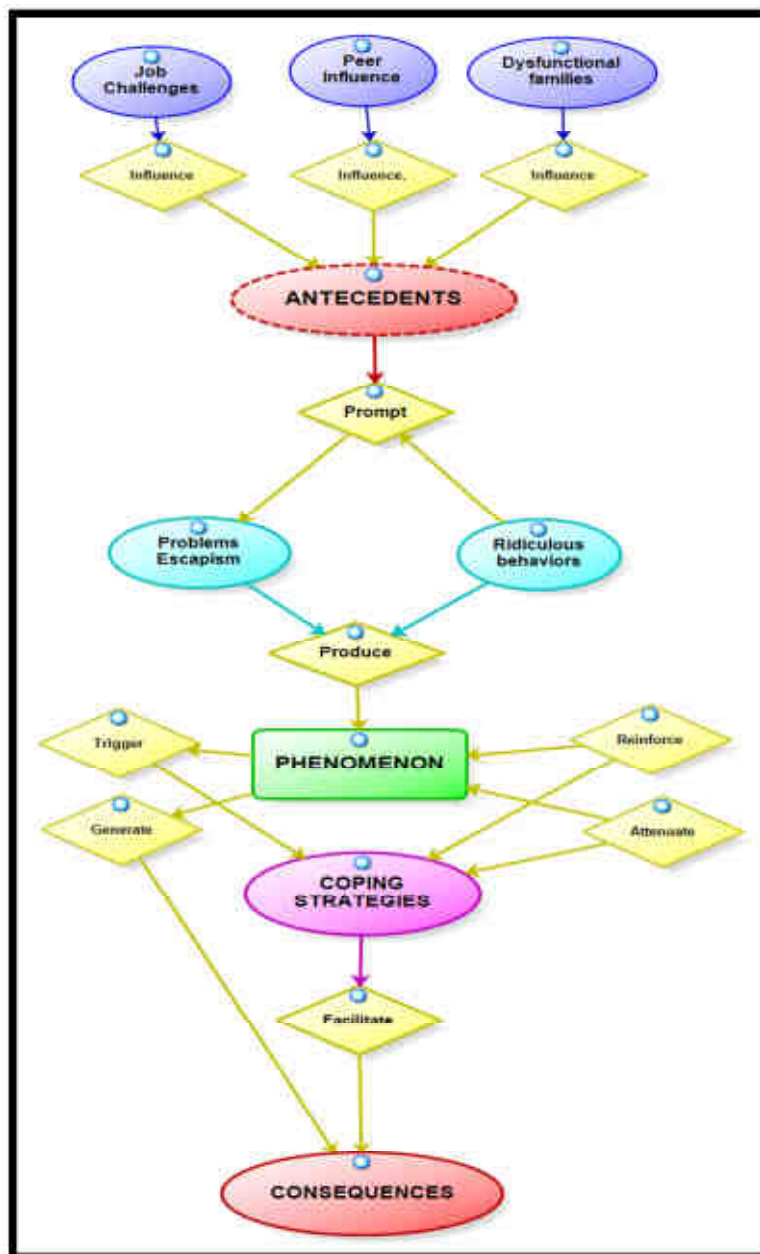 Job
Challenges
Peer
Influence
Dysfunctional
families
Influence
Influence.
Influence
ANTECEDENTS
Prompt
Problems
Escapism
Ridiculous
behaviors
Produce
Trigger
PHENOMENON
Reinforce
Generate
Attenuate
COPING
STRATEGIES
Facilitate
CONSEQUENCES